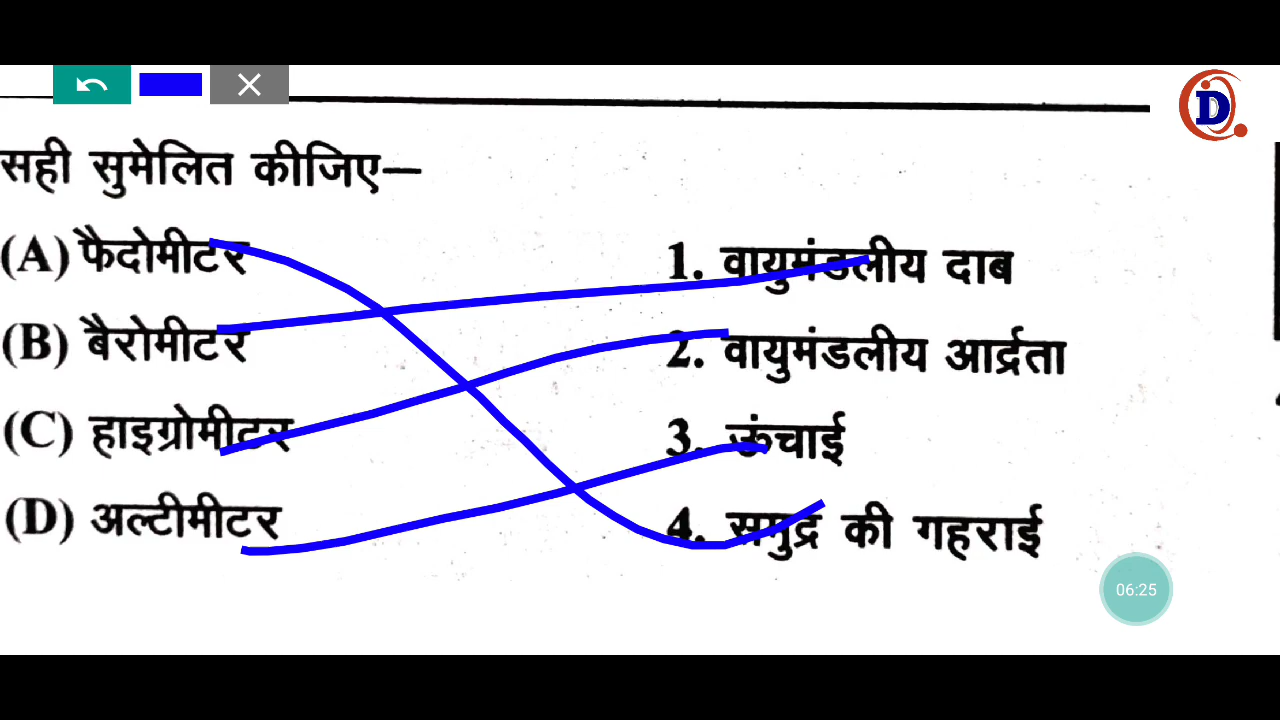 सही सुमेलित कीजिए—
(A) फैदोमीटर 1. वायुमंडलीय दाब
(B) बैरोमीटर 2. वायुमंडलीय आर्द्रता
(C) हाइग्रोमीटर 3. ऊंचाई
(D) अल्टीमीटर 4. समुद्र की गहराई
D
06:25